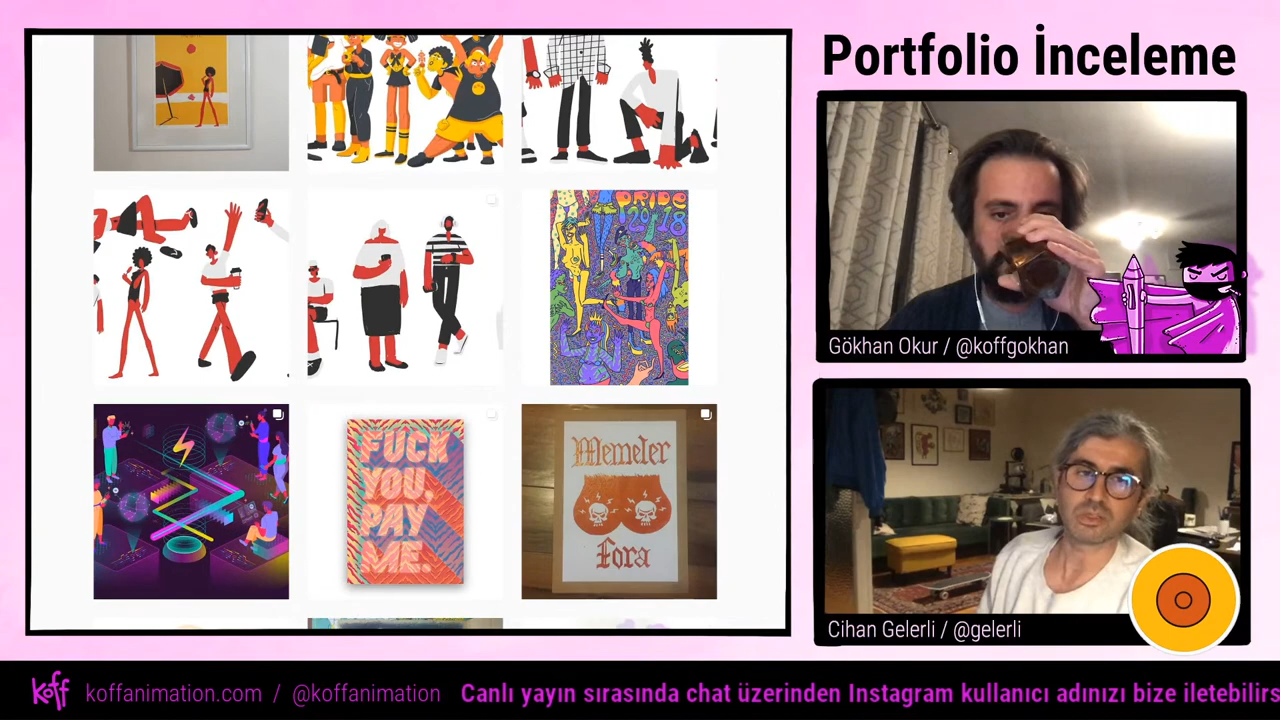 Portfolio İnceleme
PRIDE
2018
FUCK
YOU,
PAY
ME.
Memeler
Fora
Gökhan Okur / @koffgokhan
Cihan Gelerli / @gelerli
koff koffanimation.com / @koffanimation Canlı yayın sırasında chat üzerinden Instagram kullanıcı adınızı bize iletebilirs